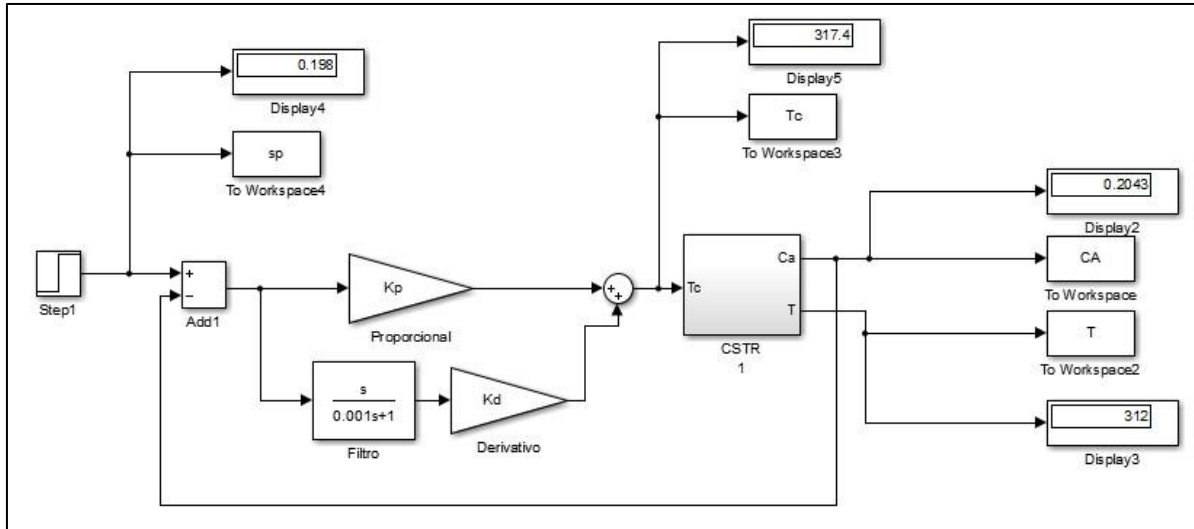 0.198
Display4
sp
To Workspace4
Step1
+
−
Add1
Kp
Proporcional
s
0.001s+1
Filtro
Kd
Derivativo
+
+
317.4
Display5
Tc
To Workspace3
Tc
Ca
T
CSTR
1
0.2043
Display2
CA
To Workspace
T
To Workspace2
312
Display3